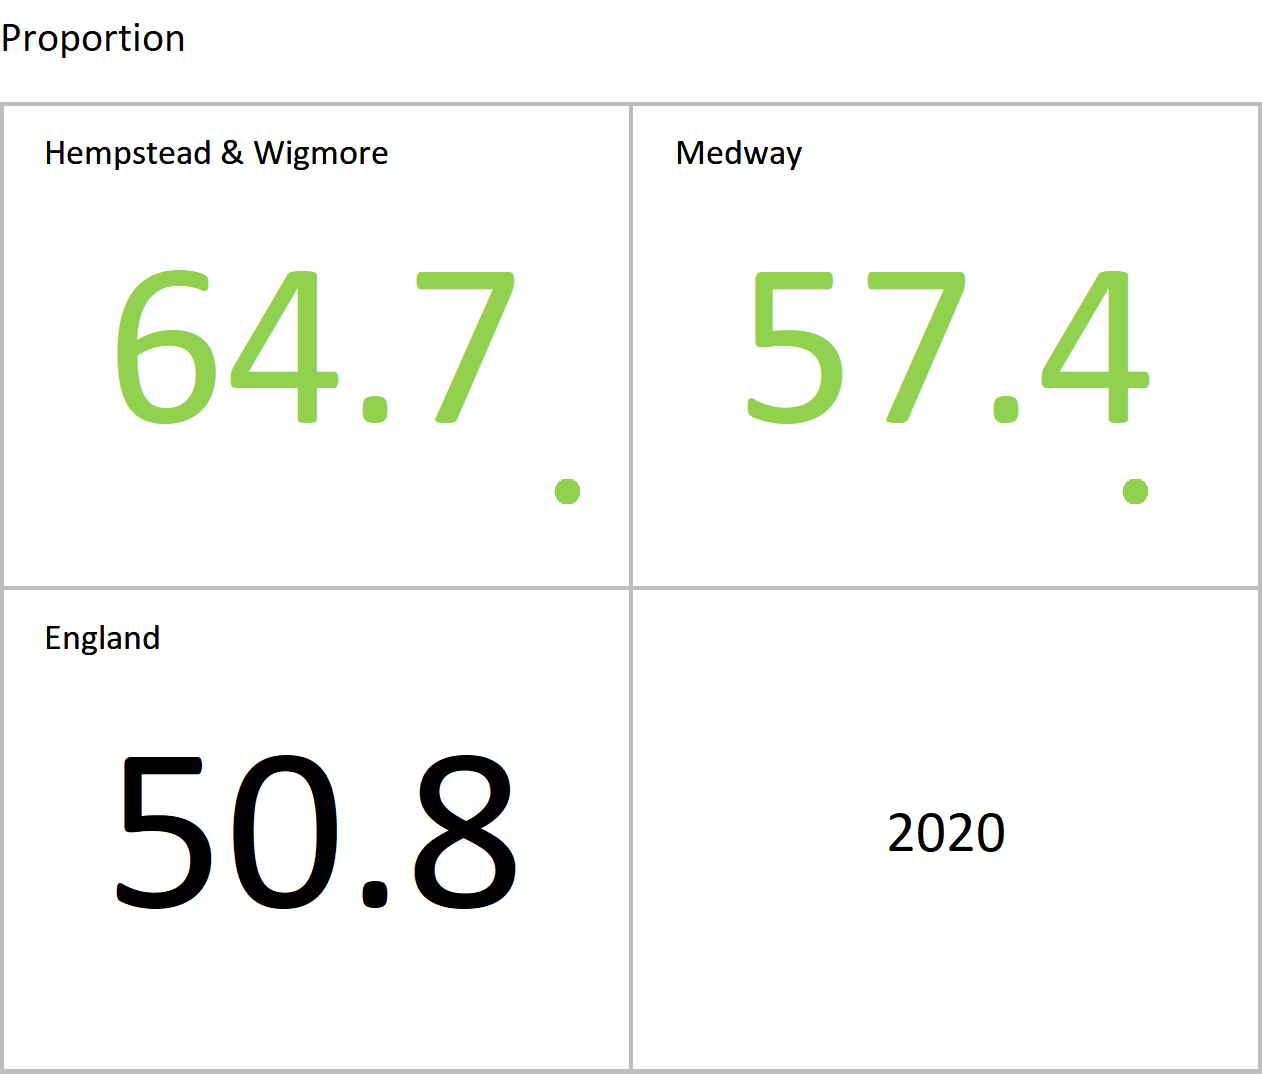 Proportion
Hempstead & Wigmore
64.7
Medway
57.4
England
50.8
2020